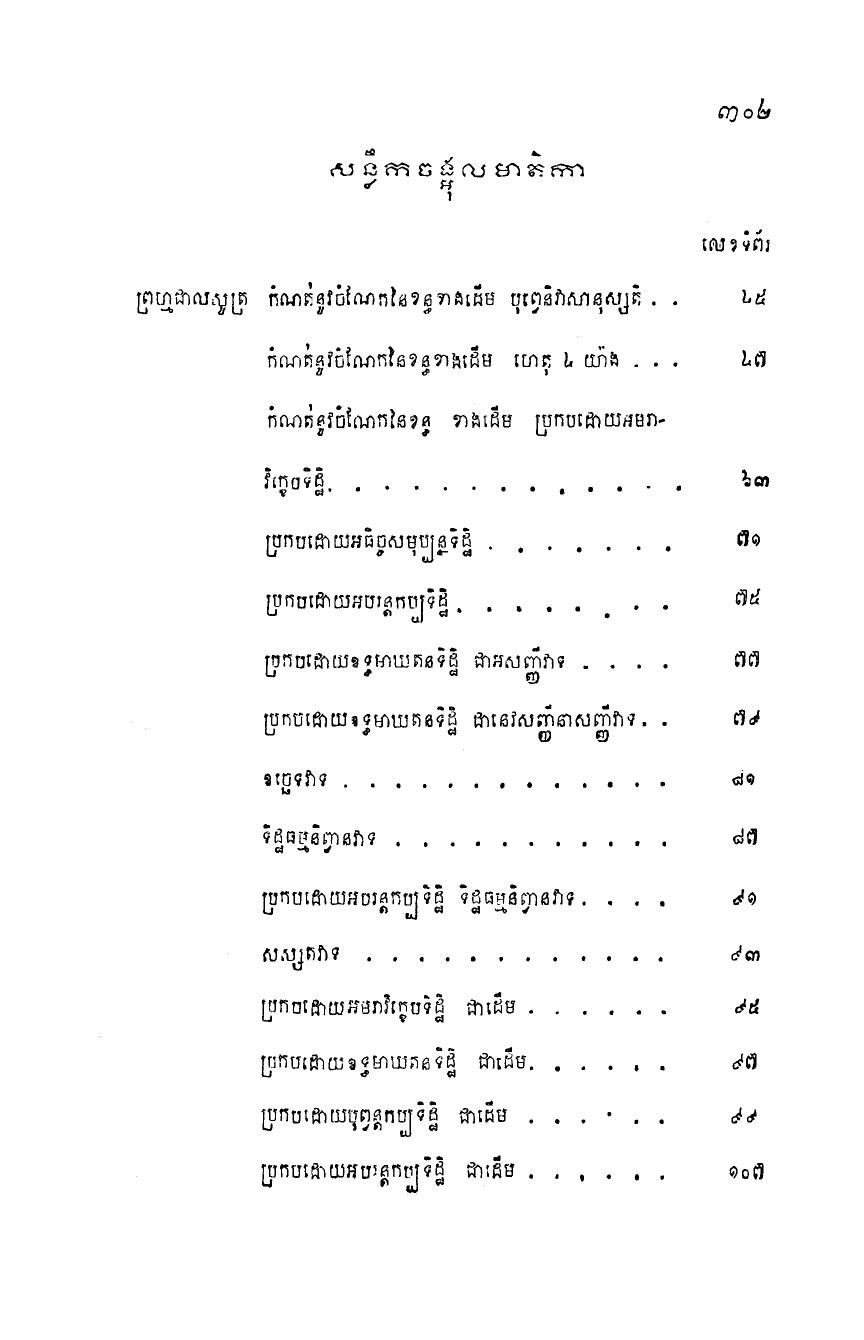 ៣០២
សន្លឹកចង្អុលមាតិកា
លេខទំព័រ
ព្រហ្មជាលសូត្រ កំណត់នូវចំណែកនៃខន្ធខាងដើម បុព្វេនិវាសានុស្សតិ . . ៤៥
កំណត់នូវចំណែកនៃខន្ធខាងដើម ហេតុ ៤ យ៉ាង . . . ៤៧
កំណត់នូវចំណែកនៃខន្ធ ខាងដើម ប្រកបដោយអមរា-
វិក្ខេបទិដ្ឋិ. . . . . . . . . . . . . ៦៣
ប្រកបដោយអធិច្ចសមុប្បន្នទិដ្ឋិ . . . . . . . ៧១
ប្រកបដោយអបរន្តកប្បទិដ្ឋិ. . . . . . . . ៧៥
ប្រកបដោយឧទ្ធមាឃតនទិដ្ឋិ ជាអសញ្ញីវាទ . . . . ៧៧
ប្រកបដោយឧទ្ធមាឃតនទិដ្ឋិ ជានេវសញ្ញីនាសញ្ញីវាទ. . ៧៩
ឧច្ឆេទវាទ . . . . . . . . . . . . . ៨១
ទិដ្ឋធម្មនិព្វានវាទ . . . . . . . . . . . ៨៧
ប្រកបដោយអបរន្តកប្បទិដ្ឋិ ទិដ្ឋធម្មនិព្វានវាទ. . . . ៩១
សស្សតវាទ . . . . . . . . . . . . ៩៣
ប្រកបដោយអមរាវិក្ខេបទិដ្ឋិ ជាដើម . . . . . . ៩៥
ប្រកបដោយឧទ្ធមាឃតនទិដ្ឋិ ជាដើម. . . . . . ៩៧
ប្រកបដោយបុព្វន្តកប្បទិដ្ឋិ ជាដើម . . . . . . ៩៩
ប្រកបដោយអបរន្តកប្បទិដ្ឋិ ជាដើម . . . . . . ១០៧